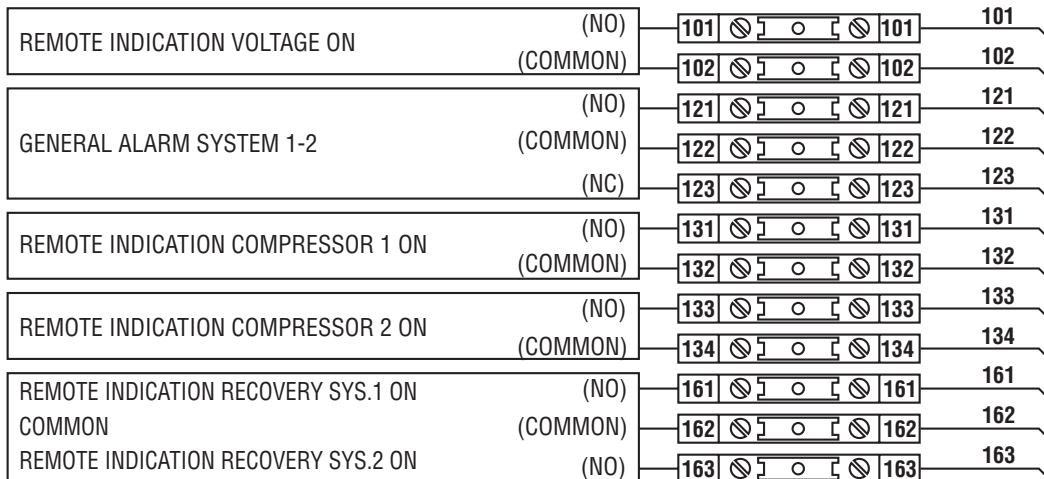 REMOTE INDICATION VOLTAGE ON (NO) 101 101 101
(COMMON) 102 102 102
(NO) 121 121 121
GENERAL ALARM SYSTEM 1-2 (COMMON) 122 122 122
(NC) 123 123 123
REMOTE INDICATION COMPRESSOR 1 ON (NO) 131 131 131
(COMMON) 132 132 132
REMOTE INDICATION COMPRESSOR 2 ON (NO) 133 133 133
(COMMON) 134 134 134
REMOTE INDICATION RECOVERY SYS.1 ON (NO) 161 161 161
COMMON (COMMON) 162 162 162
REMOTE INDICATION RECOVERY SYS.2 ON (NO) 163 163 163